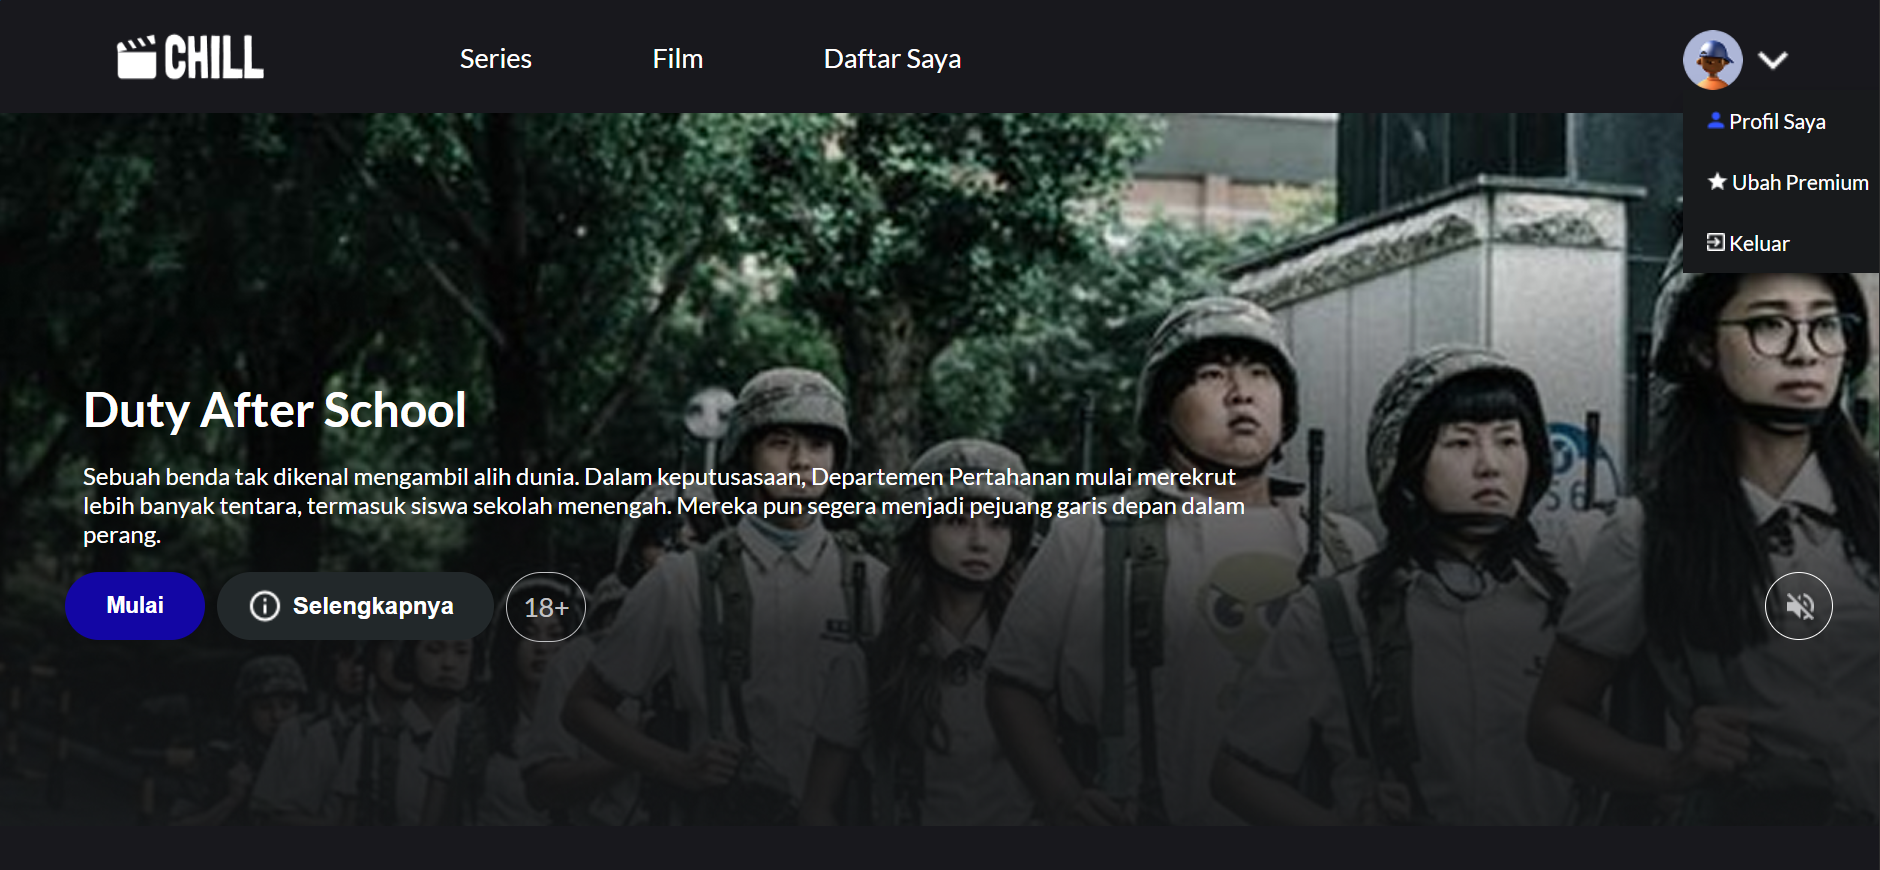 CHILL
Series
Film
Daftar Saya
Profil Saya
Ubah Premium
Keluar
Duty After School
Sebuah benda tak dikenal mengambil alih dunia. Dalam keputusasaan, Departemen Pertahanan mulai merekrut
lebih banyak tentara, termasuk siswa sekolah menengah. Mereka pun segera menjadi pejuang garis depan dalam
perang.
Mulai
Selengkapnya
18+